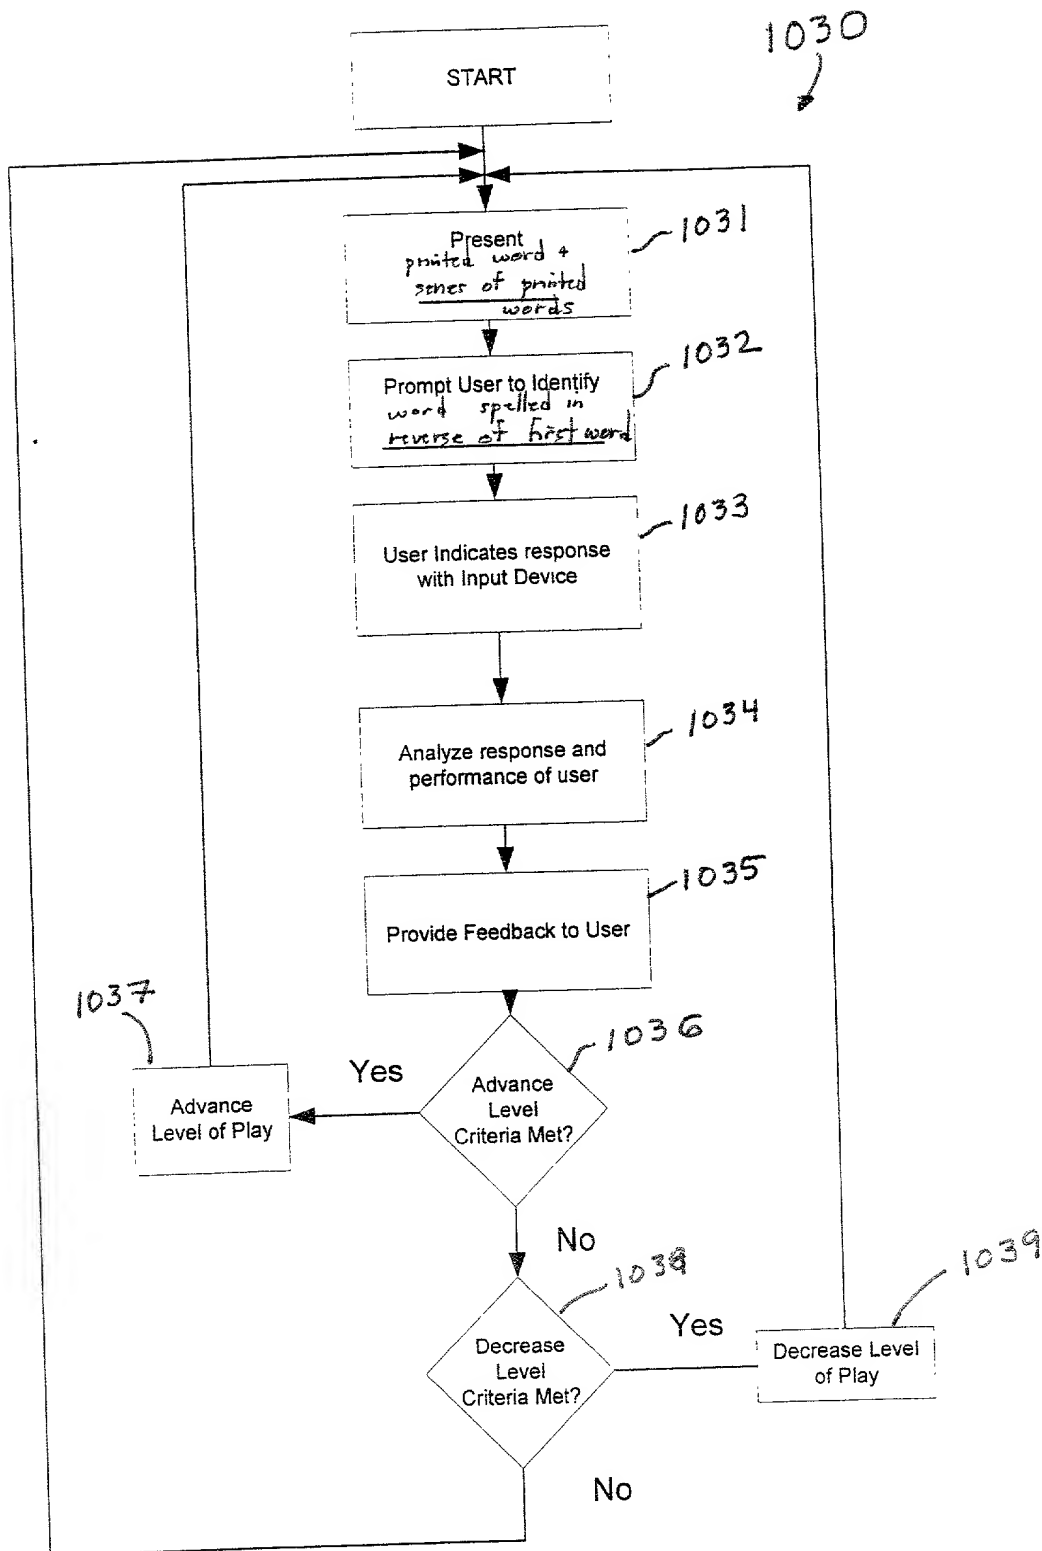 1030
START
1031
Present
printed word +
series of printed
words
1032
Prompt User to Identify
word spelled in
reverse of first word
1033
User Indicates response
with Input Device
1034
Analyze response and
performance of user
1035
Provide Feedback to User
1037
1036
Yes
Advance
Level of Play
Advance
Level
Criteria Met?
No
1038
1039
Yes
Decrease
Level
Criteria Met?
Decrease Level
of Play
No